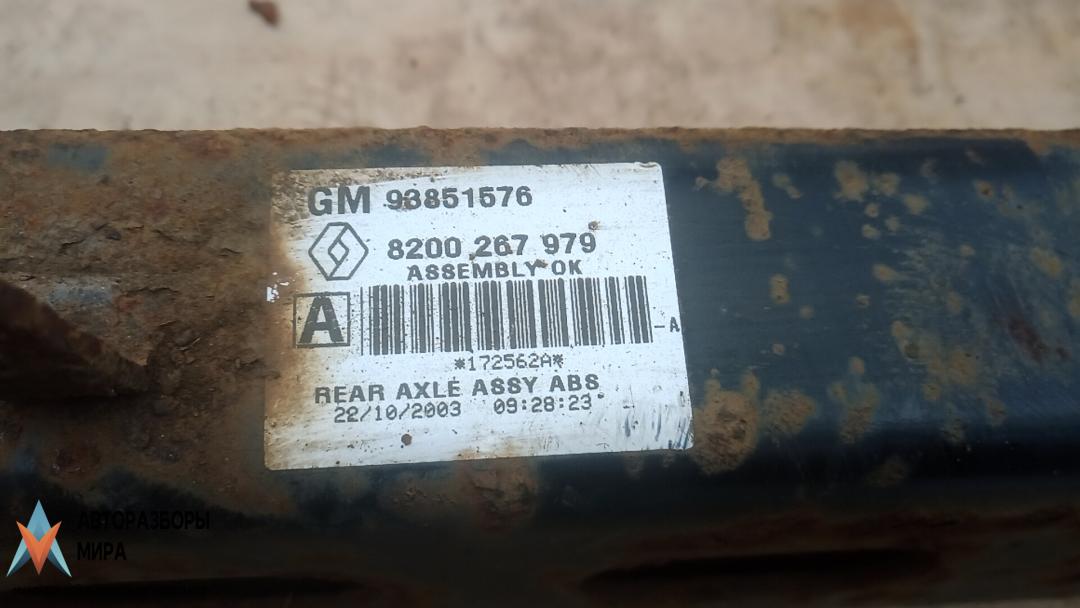 GM 93851576
8200 267 979
ASSEMBLY OK
A
-A
*172562A*
REAR AXLE ASSY ABS
22/10/2003 09:28:23
АВТОРАЗБОРЫ
МИРА